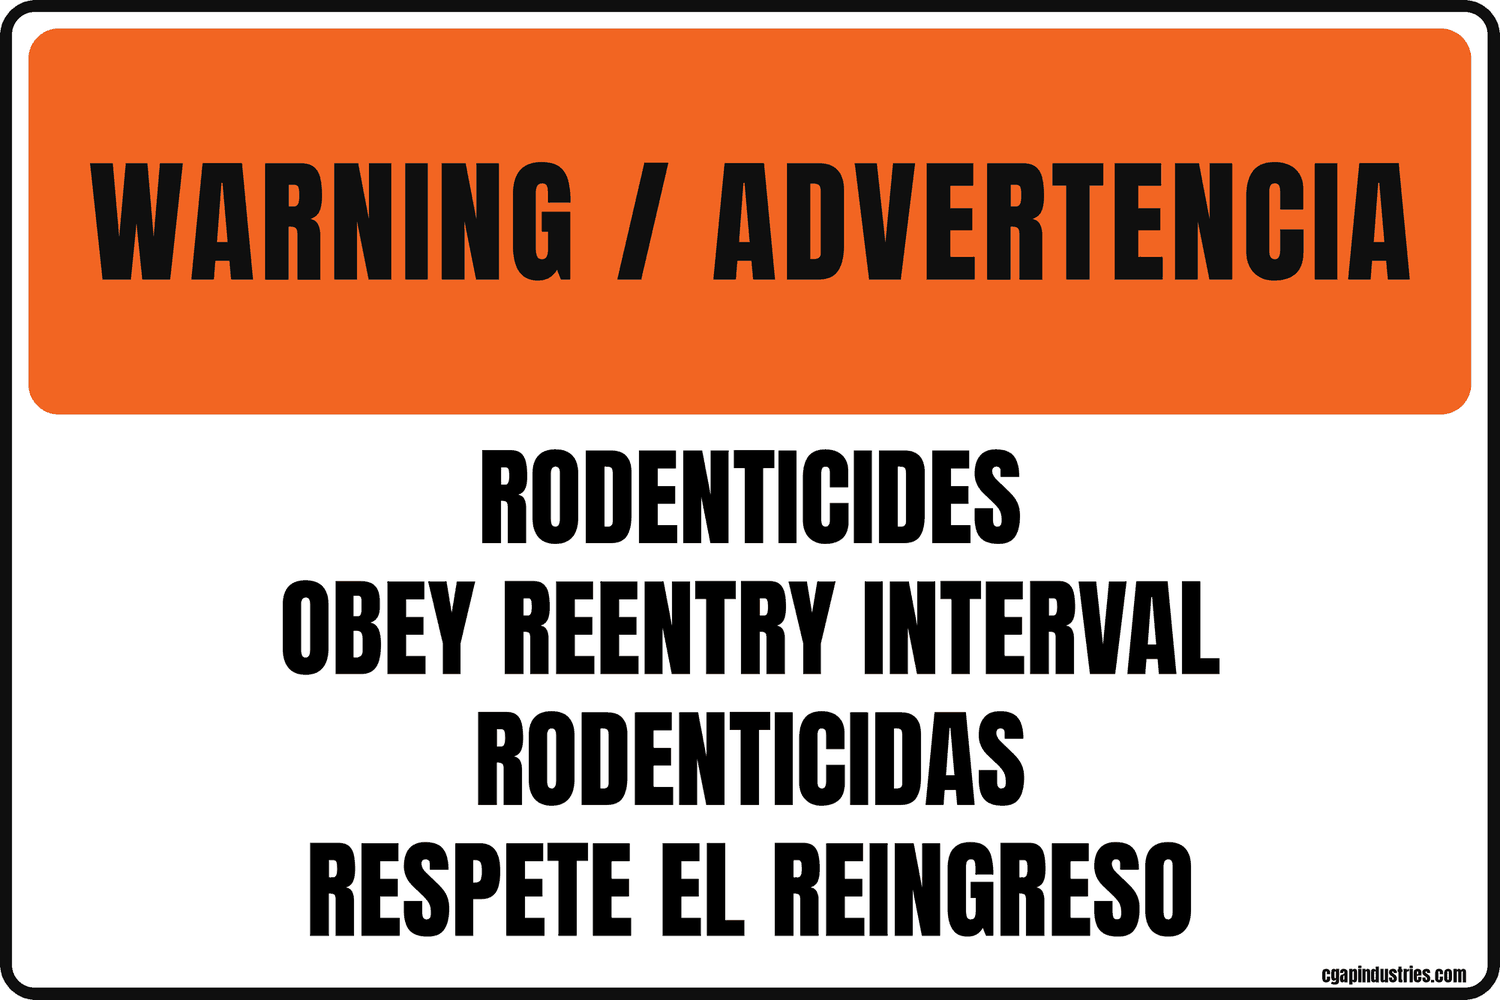 WARNING / ADVERTENCIA
RODENTICIDES
OBEY REENTRY INTERVAL
RODENTICIDAS
RESPETE EL REINGRESO
cgapindustries.com